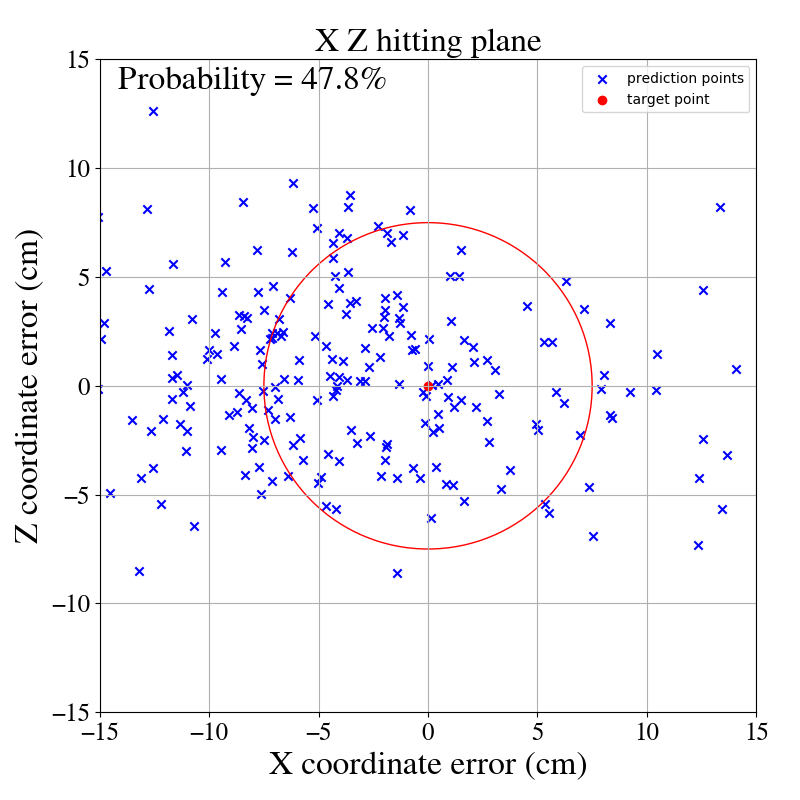 X Z hitting plane
Probability = 47.8%
prediction points
target point
15
10
5
0
−5
−10
−15
Z coordinate error (cm)
−15 −10 −5 0 5 10 15
X coordinate error (cm)